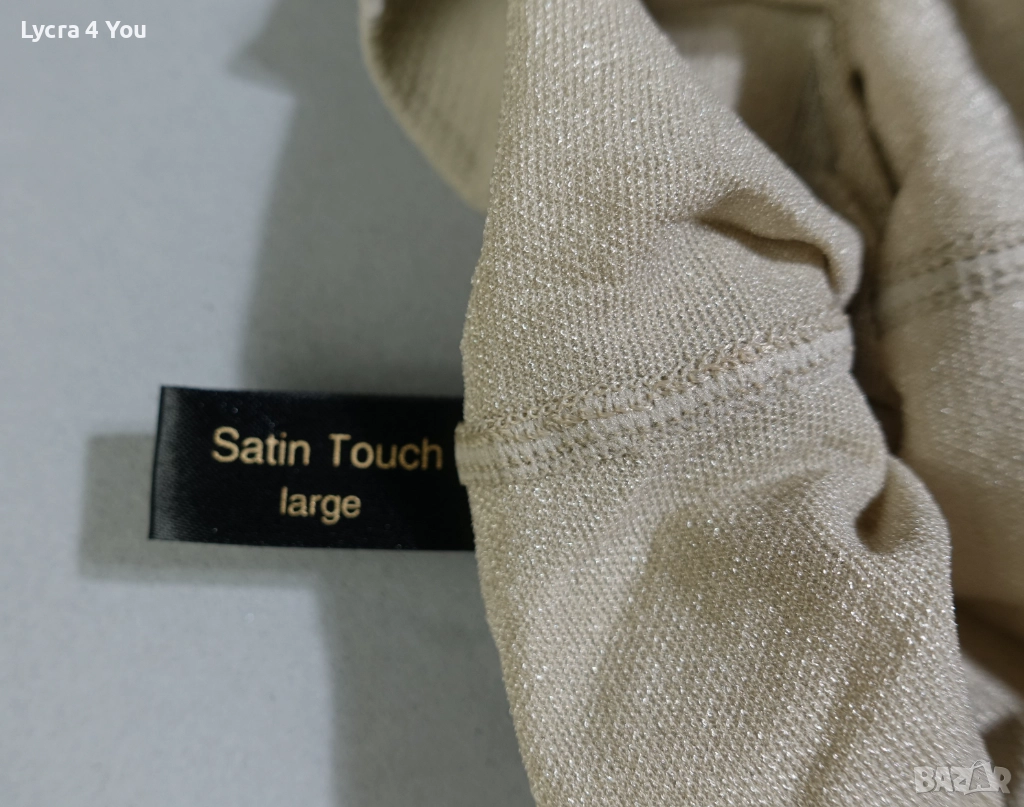 Lycra 4 You
Satin Touch
large
BAZAR